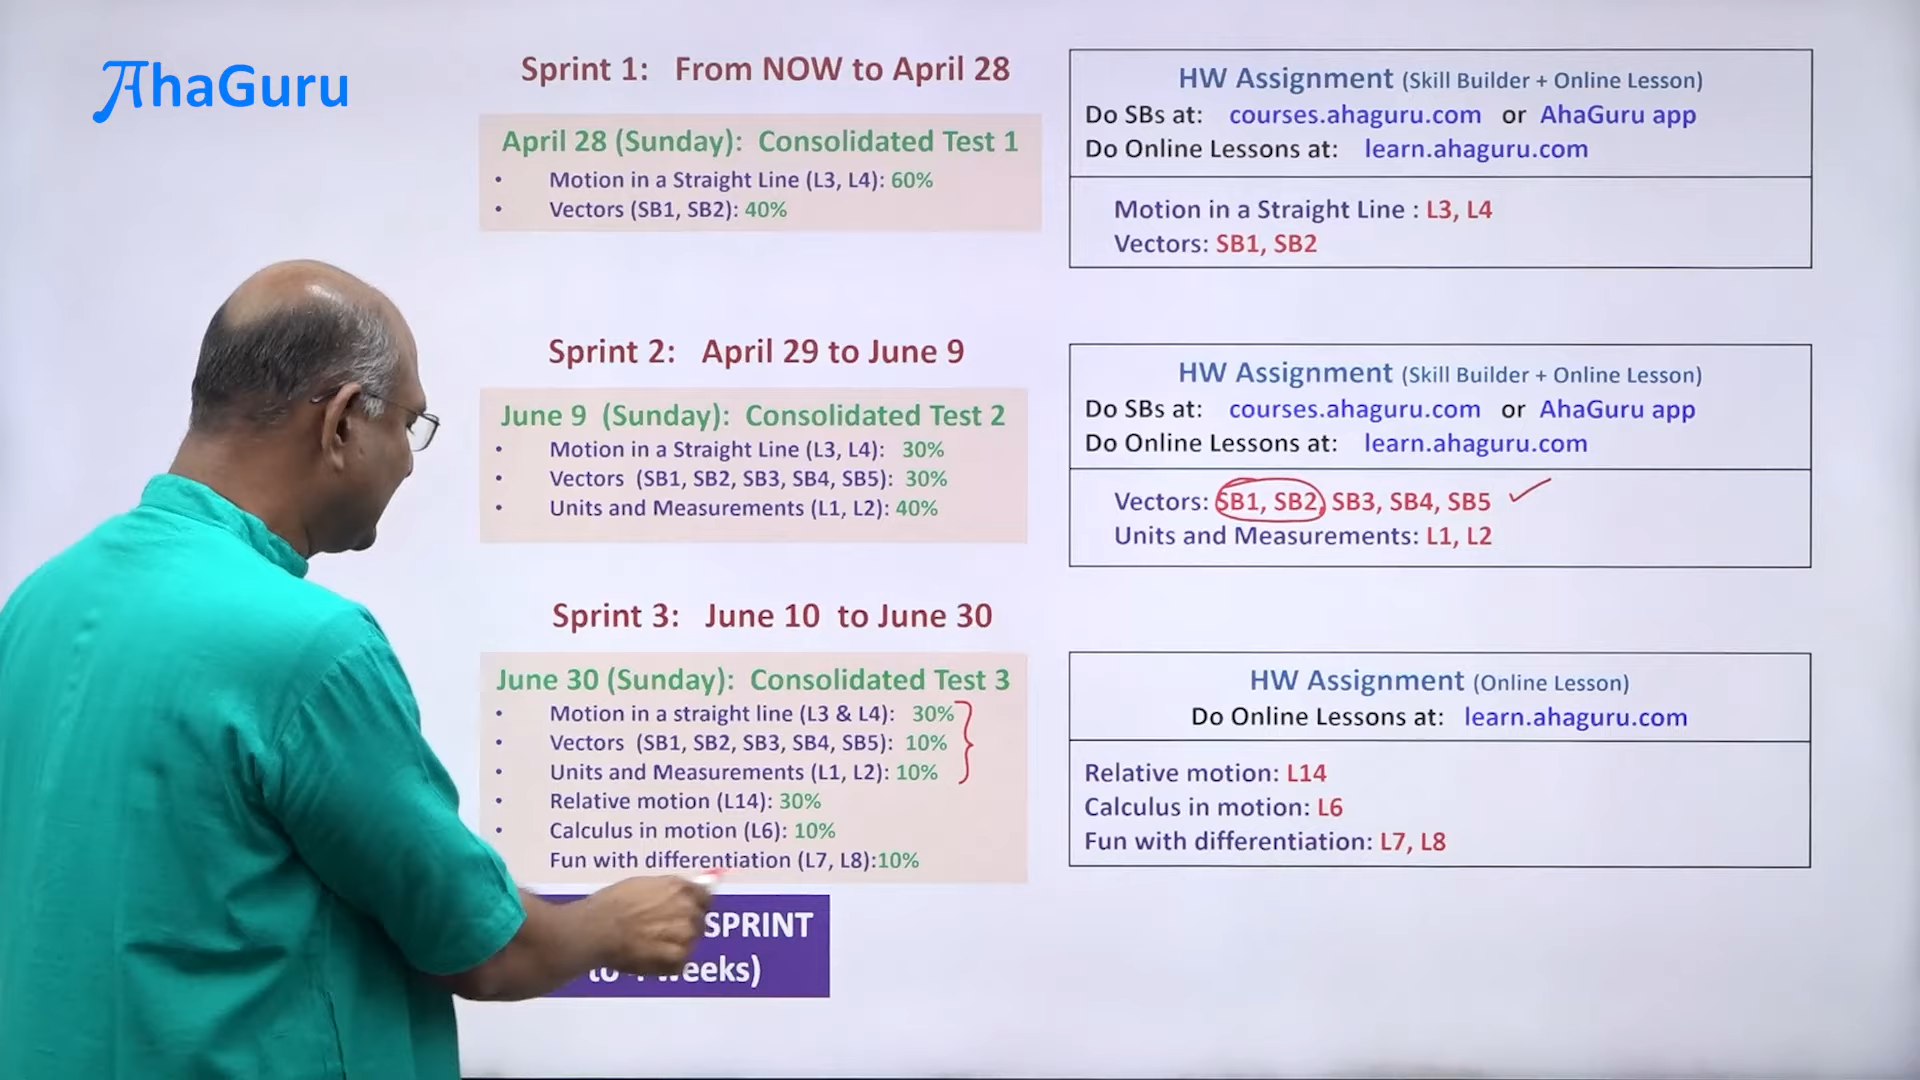 AhaGuru
Sprint 1: From NOW to April 28
April 28 (Sunday): Consolidated Test 1
• Motion in a Straight Line (L3, L4): 60%
• Vectors (SB1, SB2): 40%
HW Assignment (Skill Builder + Online Lesson)
Do SBs at: courses.ahaguru.com or AhaGuru app
Do Online Lessons at: learn.ahaguru.com
Motion in a Straight Line : L3, L4
Vectors: SB1, SB2
Sprint 2: April 29 to June 9
June 9 (Sunday): Consolidated Test 2
• Motion in a Straight Line (L3, L4): 30%
• Vectors (SB1, SB2, SB3, SB4, SB5): 30%
• Units and Measurements (L1, L2): 40%
HW Assignment (Skill Builder + Online Lesson)
Do SBs at: courses.ahaguru.com or AhaGuru app
Do Online Lessons at: learn.ahaguru.com
Vectors: SB1, SB2, SB3, SB4, SB5
Units and Measurements: L1, L2
Sprint 3: June 10 to June 30
June 30 (Sunday): Consolidated Test 3
• Motion in a straight line (L3 & L4): 30%
• Vectors (SB1, SB2, SB3, SB4, SB5): 10%
• Units and Measurements (L1, L2): 10%
• Relative motion (L14): 30%
• Calculus in motion (L6): 10%
Fun with differentiation (L7, L8):10%
HW Assignment (Online Lesson)
Do Online Lessons at: learn.ahaguru.com
Relative motion: L14
Calculus in motion: L6
Fun with differentiation: L7, L8
SPRINT
to weeks)